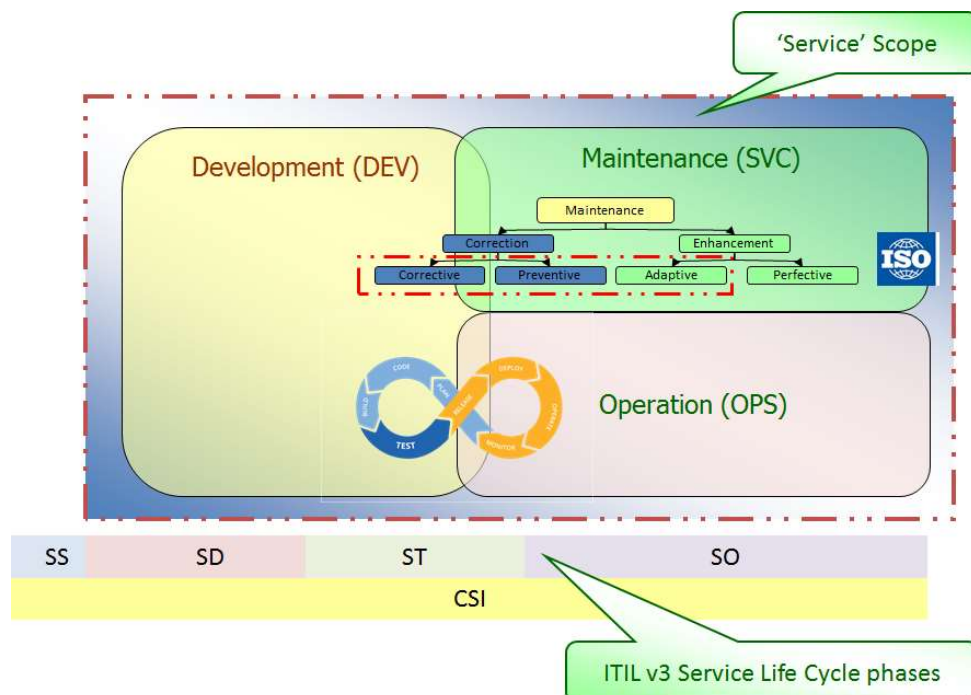 'Service' Scope
Development (DEV)
Maintenance (SVC)
Maintenance
Correction
Enhancement
Corrective
Preventive
Adaptive
Perfective
ISO
CODE
BUILD
PLAN
TEST
RELEASE
DEPLOY
OPERATE
MONITOR
Operation (OPS)
SS
SD
ST
SO
CSI
ITIL v3 Service Life Cycle phases